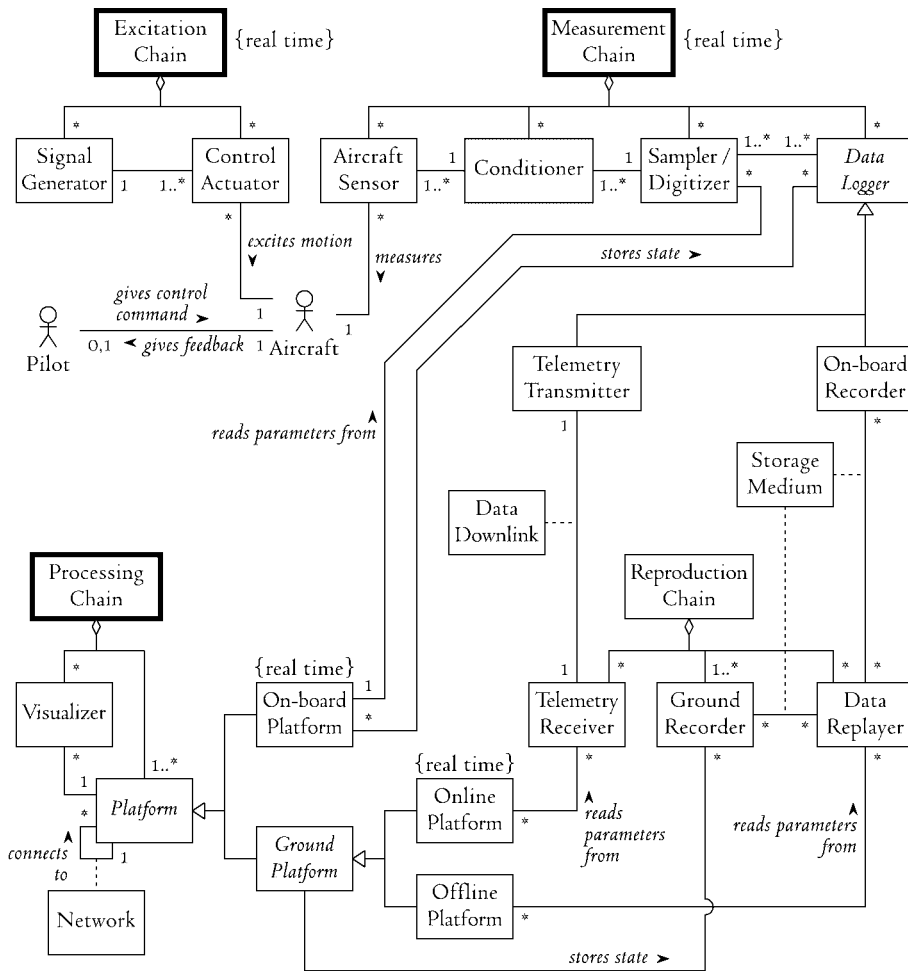 Excitation
Chain
{real time}
Measurement
Chain
{real time}
*
*
*
*
*
*
Signal
Generator
1
1..*
Control
Actuator
Aircraft
Sensor
1
1..*
Conditioner
1
1..*
Sampler /
Digitizer
1..*
1..*
*
*
Data
Logger
*
excites motion
*
measures
stores state
gives control
command
1
1
Pilot
0,1
gives feedback
1
Aircraft
Telemetry
Transmitter
On-board
Recorder
1
*
reads parameters from
Storage
Medium
Data
Downlink
Processing
Chain
Reproduction
Chain
*
{real time}
1
*
1..*
*
*
Visualizer
On-board
Platform
1
*
Telemetry
Receiver
Ground
Recorder
*
*
Data
Replayer
*
1
1..*
{real time}
*
*
Platform
*
1
connects
to
Online
Platform
*
reads
parameters
from
reads parameters
from
Ground
Platform
Network
Offline
Platform
*
stores state